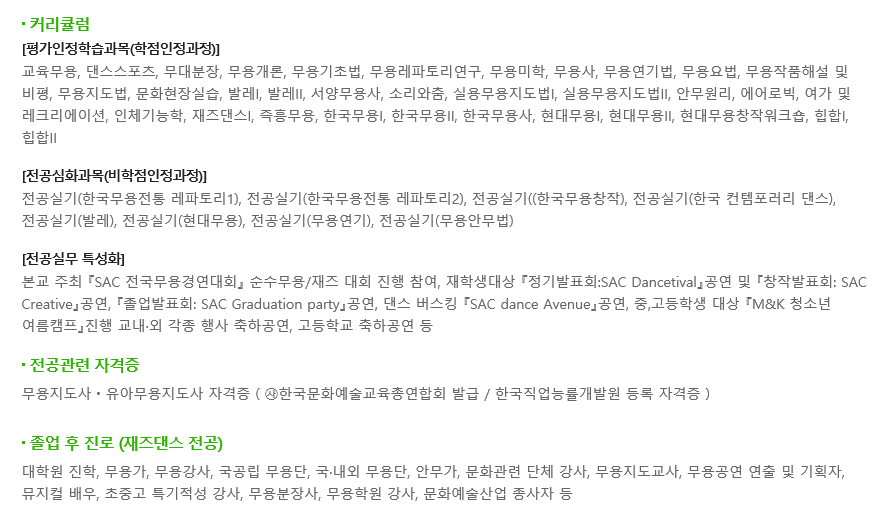 · 커리큘럼
[평가인정학습과목(학점인정과정)]
교육무용, 댄스스포츠, 무대분장, 무용개론, 무용기초법, 무용레파토리연구, 무용미학, 무용사, 무용연기법, 무용요법, 무용작품해설 및
비평, 무용지도법, 문화현장실습, 발레I, 발레II, 서양무용사, 소리와춤, 실용무용지도법I, 실용무용지도법II, 안무원리, 에어로빅, 여가 및
레크리에이션, 인체기능학, 재즈댄스I, 즉흥무용, 한국무용I, 한국무용II, 한국무용사, 현대무용I, 현대무용II, 현대무용창작워크숍, 힙합I,
힙합II
[전공심화과목(비학점인정과정)]
전공실기(한국무용전통 레파토리1), 전공실기(한국무용전통 레파토리2), 전공실기((한국무용창작), 전공실기(한국 컨템포러리 댄스),
전공실기(발레), 전공실기(현대무용), 전공실기(무용연기), 전공실기(무용안무법)
[전공실무 특성화]
본교 주최 『SAC 전국무용경연대회』 순수무용/재즈 대회 진행 참여, 재학생대상 『정기발표회:SAC Dancetival』공연 및 『창작발표회: SAC
Creative』공연, 『졸업발표회: SAC Graduation party』공연, 댄스 버스킹 『SAC dance Avenue』공연, 중,고등학생 대상 『M&K 청소년
여름캠프』진행 교내·외 각종 행사 축하공연, 고등학교 축하공연 등
· 전공관련 자격증
무용지도사 · 유아무용지도사 자격증 ( ㉴한국문화예술교육총연합회 발급 / 한국직업능률개발원 등록 자격증 )
· 졸업 후 진로 (재즈댄스 전공)
대학원 진학, 무용가, 무용강사, 국공립 무용단, 국·내외 무용단, 안무가, 문화관련 단체 강사, 무용지도교사, 무용공연 연출 및 기획자,
뮤지컬 배우, 초중고 특기적성 강사, 무용분장사, 무용학원 강사, 문화예술산업 종사자 등